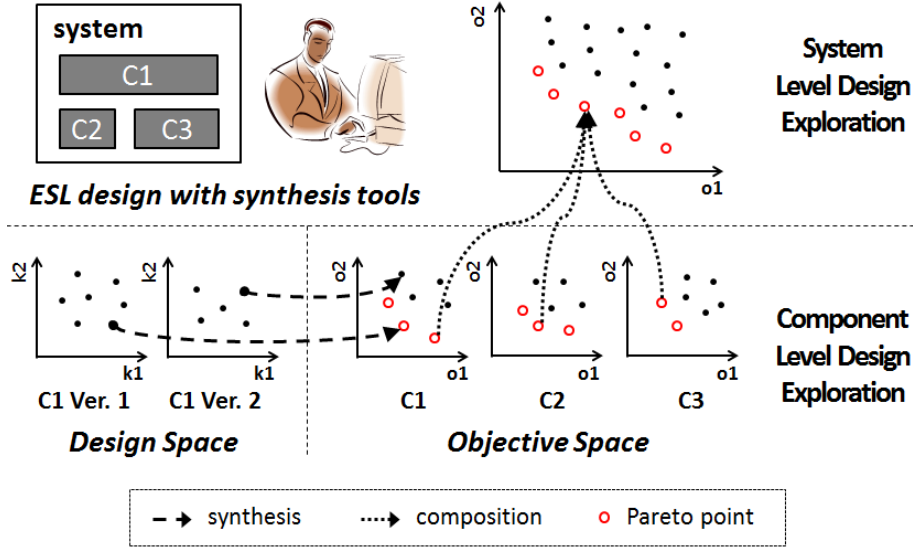 system
C1
C2
C3
ESL design with synthesis tools
o2
o1
System
Level Design
Exploration
k2
k1
C1 Ver. 1
k2
k1
C1 Ver. 2
Design Space
o2
o1
C1
o2
o1
C2
o2
o1
C3
Objective Space
Component
Level Design
Exploration
synthesis
composition
Pareto point